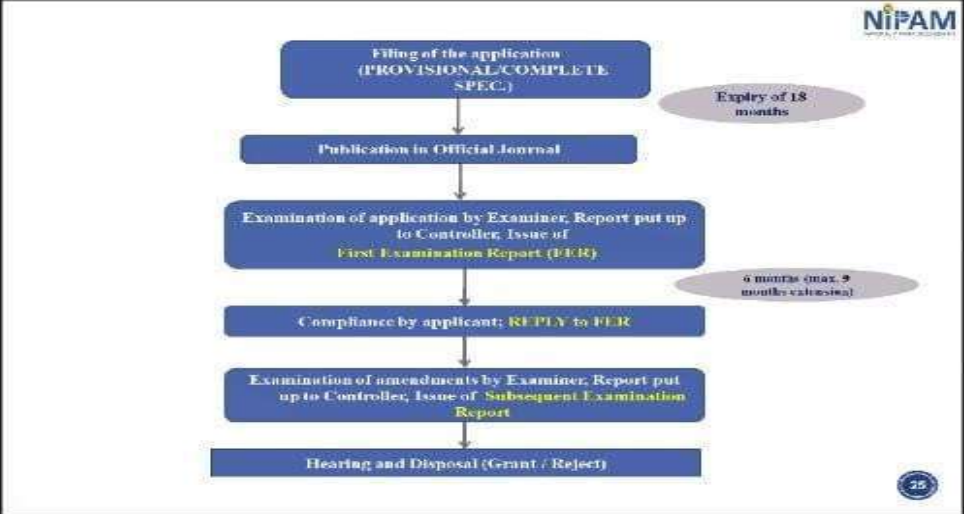 NiPAM
Filing of the application
(PROVISIONAL/COMPLETE
SPEC.)
Expiry of 18
months
Publication in Official Journal
Examination of application by Examiner, Report put up
to Controller, Issue of
First Examination Report (FER)
6 months (max. 9
months extension)
Compliance by applicant; REPLY to FER
Examination of amendments by Examiner, Report put
up to Controller, Issue of Subsequent Examination
Report
Hearing and Disposal (Grant / Reject)
25